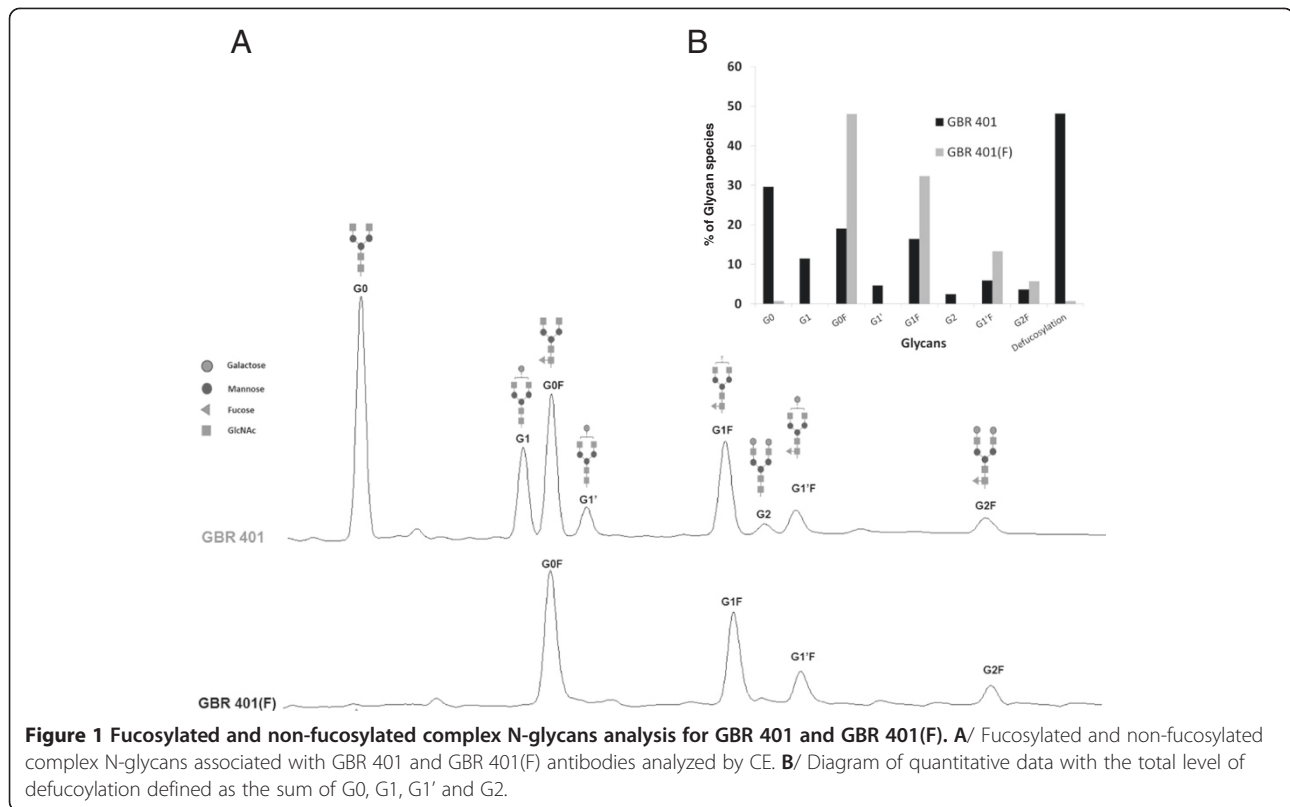 A
B
60
50
40
30
20
10
0
% of Glycan species
GBR 401
GBR 401(F)
G0
G1
G0F
G1'
G1F
G2
G1'F
G2F
Defucosylation
Glycans
Galactose
Mannose
Fucose
GlcNAc
G0
G1
G0F
G1'
G1F
G2
G1'F
G2F
GBR 401
G0F
G1F
G1'F
G2F
GBR 401(F)
Figure 1 Fucosylated and non-fucosylated complex N-glycans analysis for GBR 401 and GBR 401(F). A/ Fucosylated and non-fucosylated
complex N-glycans associated with GBR 401 and GBR 401(F) antibodies analyzed by CE. B/ Diagram of quantitative data with the total level of
defucoylation defined as the sum of G0, G1, G1' and G2.